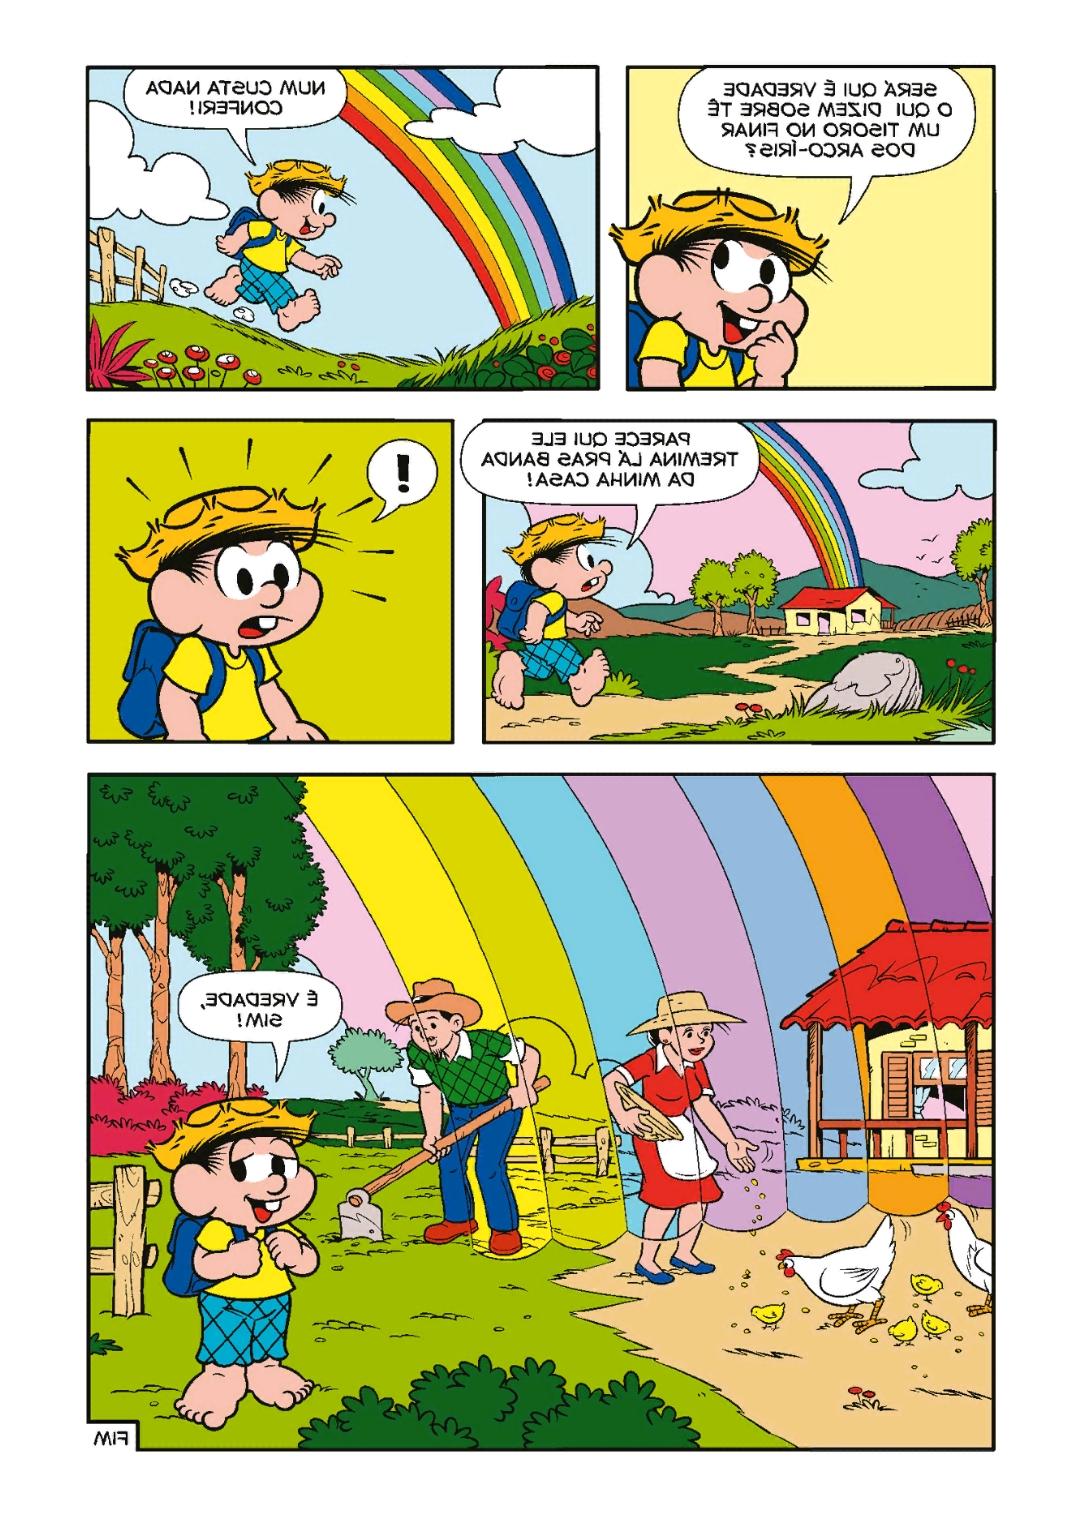 SERÁ QUI É VREDADE
O QUI DIZEM SOBRE TÊ
UM TISORO NO FINAR
DOS ARCO-ÍRIS?
NUM CUSTA NADA
CONFERI!
PARECE QUI ELE
TREMINA LÁ PRAS BANDA
DA MINHA CASA!
!
É VREDADE,
SIM!
FIM